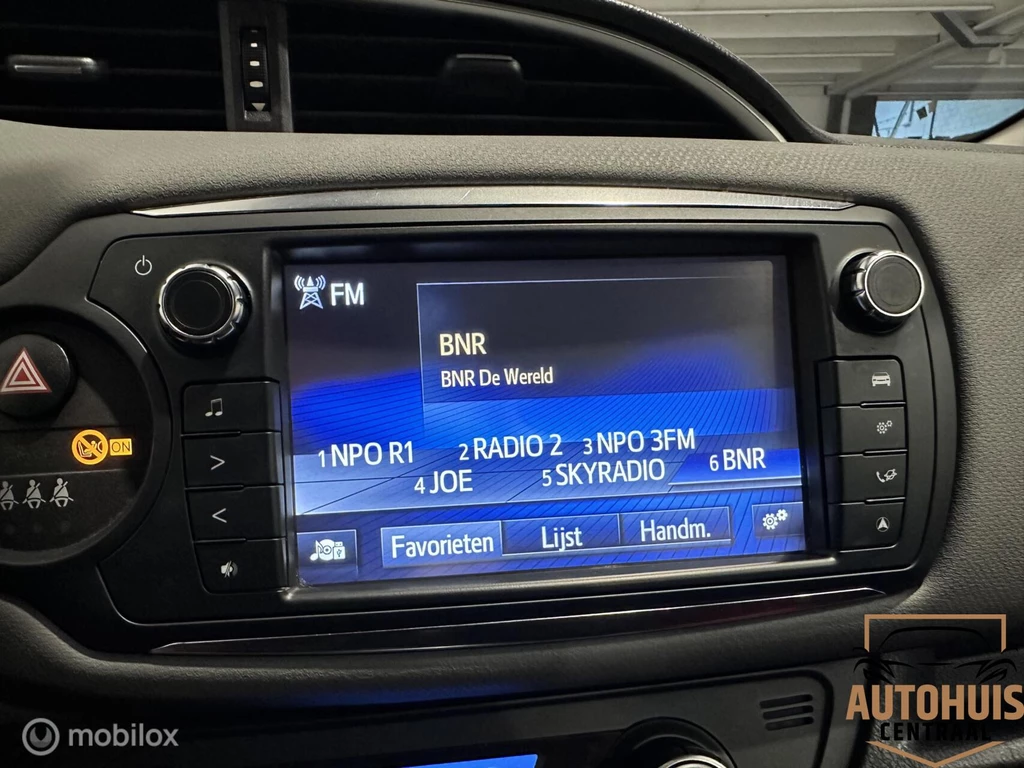 FM
BNR
BNR De Wereld
1 NPO R1 2 RADIO 2 3 NPO 3FM
4 JOE 5 SKYRADIO 6 BNR
Favorieten Lijst Handm.
ON
AUTOHUIS
CENTRAAL
mobilox